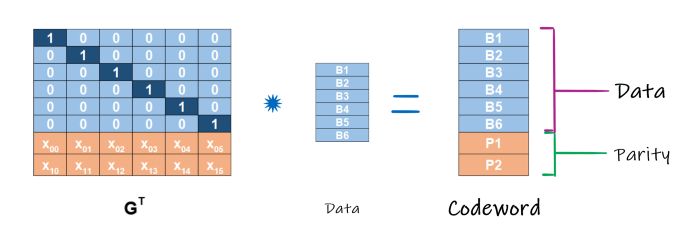 1 0 0 0 0 0
0 1 0 0 0 0
0 0 1 0 0 0
0 0 0 1 0 0
0 0 0 0 1 0
0 0 0 0 0 1
X00 X01 X02 X03 X04 X05
X10 X11 X12 X13 X14 X15
G^T
B1
B2
B3
B4
B5
B6
Data
=
B1
B2
B3
B4
B5
B6
P1
P2
Codeword
Data
Parity